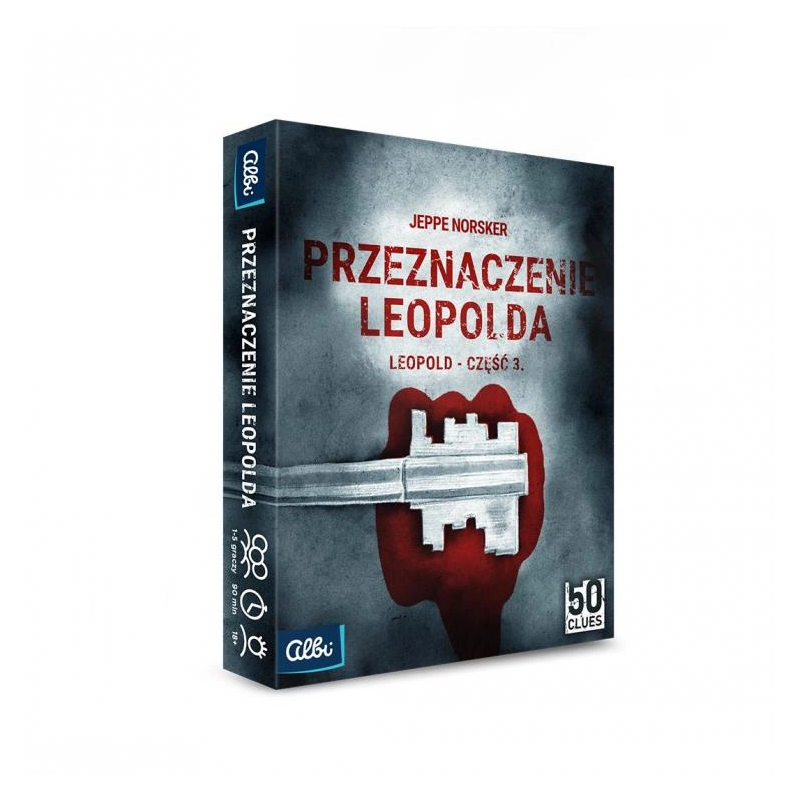 Albi
PRZEZNACZENIE LEOPOLDA
1-5 graczy
90 min
18+
JEPPE NORSKER
PRZEZNACZENIE
LEOPOLDA
LEOPOLD - CZĘŚĆ 3.
50
CLUES
Albi